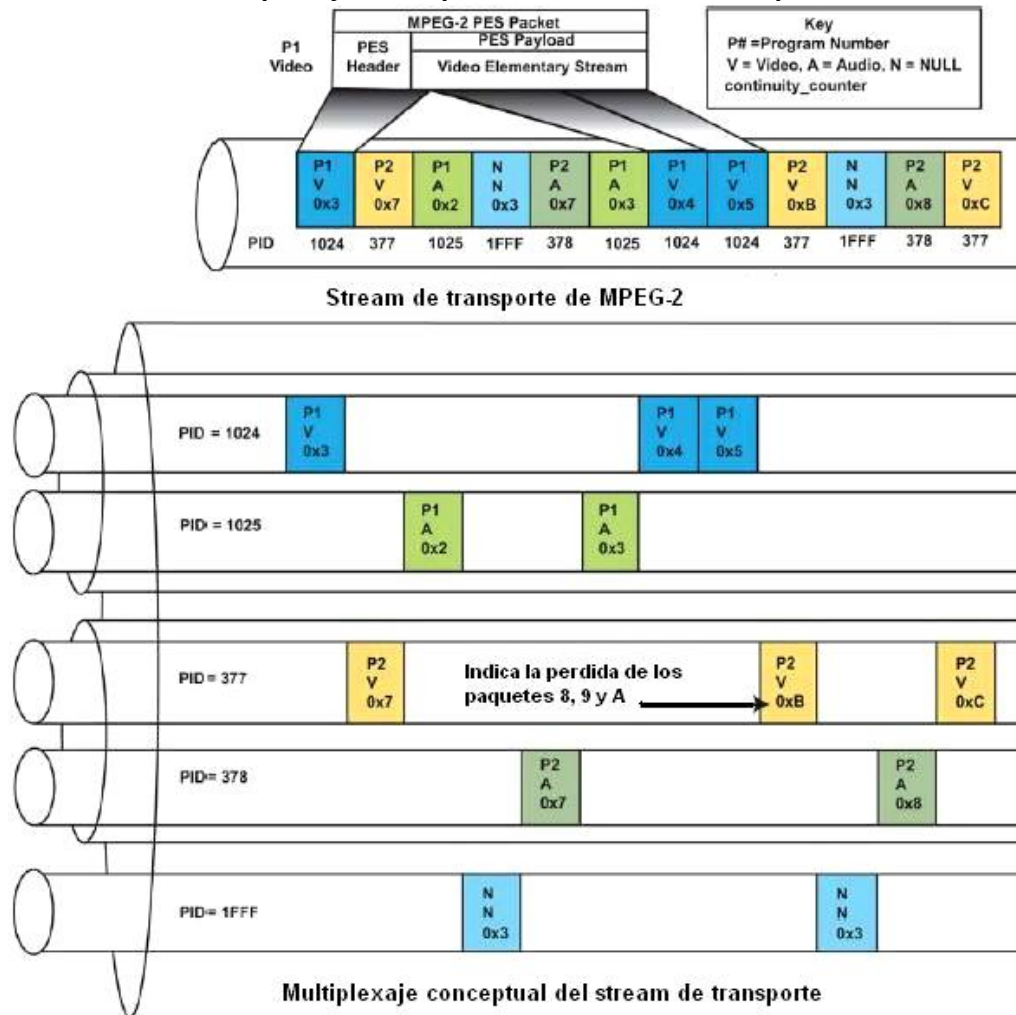 MPEG-2 PES Packet
P1
Video
PES
Header
PES Payload
Video Elementary Stream
Key
P# =Program Number
V = Video, A = Audio, N = NULL
continuity_counter
P1 P2 P1 N P2 P1 P1 P1 P2 N P2 P2
V V A N A A V V V N A V
0x3 0x7 0x2 0x3 0x7 0x3 0x4 0x5 0xB 0x3 0x8 0xC
PID 1024 377 1025 1FFF 378 1025 1024 1024 377 1FFF 378 377
Stream de transporte de MPEG-2
PID = 1024
P1
V
0x3
P1
V
0x4
P1
V
0x5
PID = 1025
P1
A
0x2
P1
A
0x3
PID = 377
P2
V
0x7
Indica la perdida de los
paquetes 8, 9 y A
P2
V
0xB
P2
V
0xC
PID = 378
P2
A
0x7
P2
A
0x8
PID = 1FFF
N
N
0x3
N
N
0x3
Multiplexaje conceptual del stream de transporte